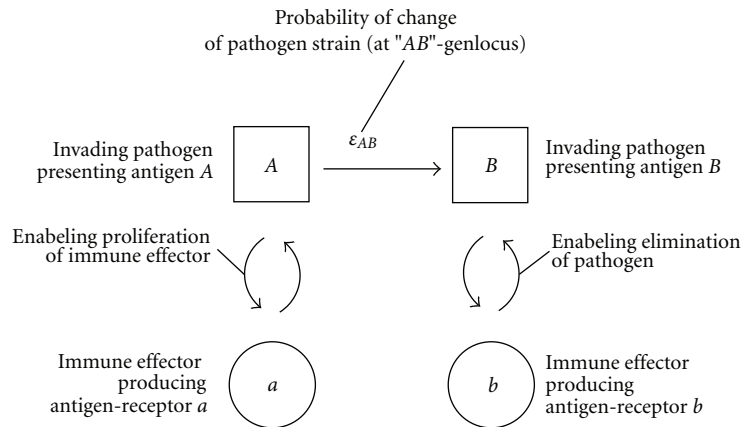 Probability of change
of pathogen strain (at "AB"-genlocus)
εAB
Invading pathogen
presenting antigen A
A
B
Invading pathogen
presenting antigen B
Enabeling proliferation
of immune effector
Enabeling elimination
of pathogen
Immune effector
producing
antigen-receptor a
a
b
Immune effector
producing
antigen-receptor b